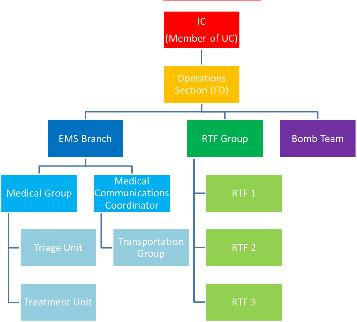 IC
(Member of UC)
Operations
Section (FD)
EMS Branch
RTF Group
Bomb Team
Medical Group
Medical
Communications
Coordinator
RTF 1
Triage Unit
Transportation
Group
RTF 2
Treatment Unit
RTF 3